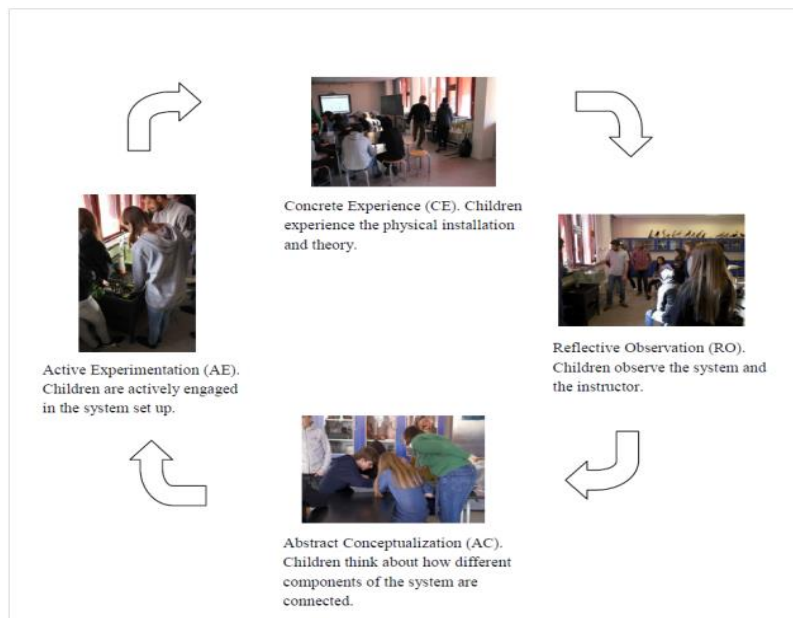 Concrete Experience (CE). Children
experience the physical installation
and theory.
Reflective Observation (RO).
Children observe the system and
the instructor.
Abstract Conceptualization (AC).
Children think about how different
components of the system are
connected.
Active Experimentation (AE).
Children are actively engaged
in the system set up.